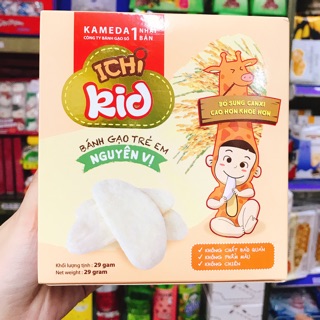 KAMEDA 1 NHẬT BẢN
CÔNG TY BÁNH GẠO SỐ
ICHI
kid
BÁNH GẠO TRẺ EM
NGUYÊN VỊ
BỔ SUNG CANXI
CAO HƠN KHỎE HƠN
KHÔNG CHẤT BẢO QUẢN
KHÔNG PHẨM MÀU
KHÔNG CHIÊN
Khối lượng tịnh : 29 gam
Net weight : 29 gram